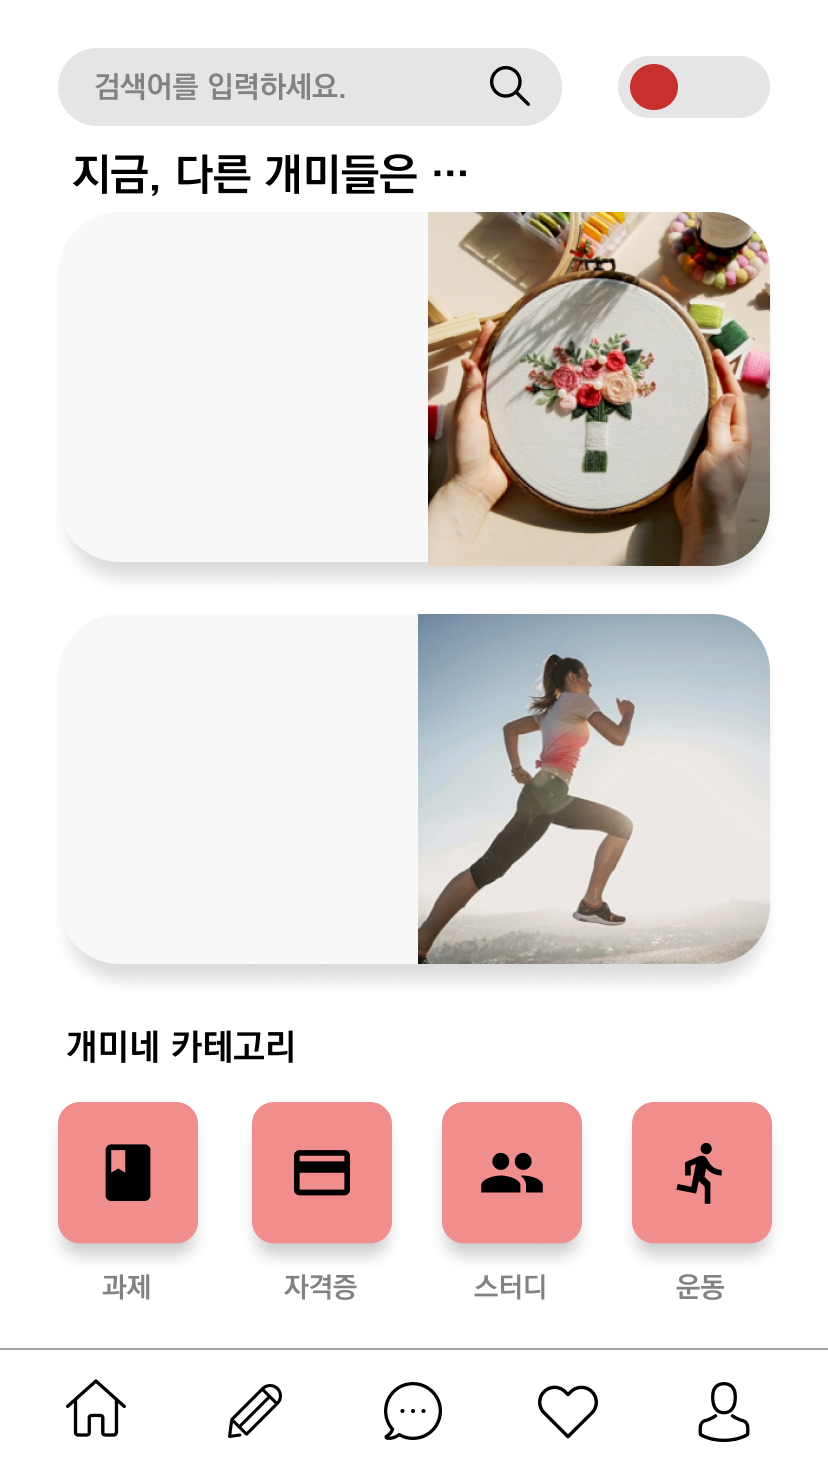 검색어를 입력하세요.
지금, 다른 개미들은 ···
개미네 카테고리
과제
자격증
스터디
운동